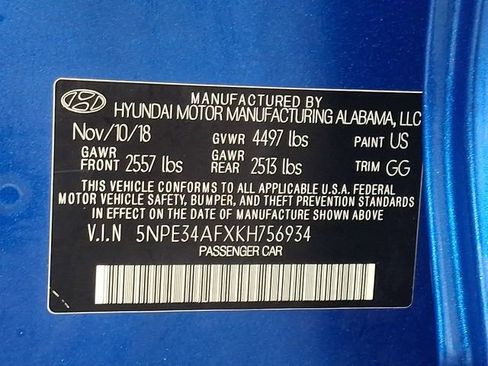 MANUFACTURED BY
HYUNDAI MOTOR MANUFACTURING ALABAMA, LLC
Nov/10/18 GVWR 4497 lbs PAINT US
GAWR FRONT 2557 lbs GAWR REAR 2513 lbs TRIM GG
THIS VEHICLE CONFORMS TO ALL APPLICABLE U.S.A. FEDERAL
MOTOR VEHICLE SAFETY, BUMPER, AND THEFT PREVENTION STANDARDS
IN EFFECT ON THE DATE OF MANUFACTURE SHOWN ABOVE.
V.I.N 5NPE34AFXKH756934
PASSENGER CAR